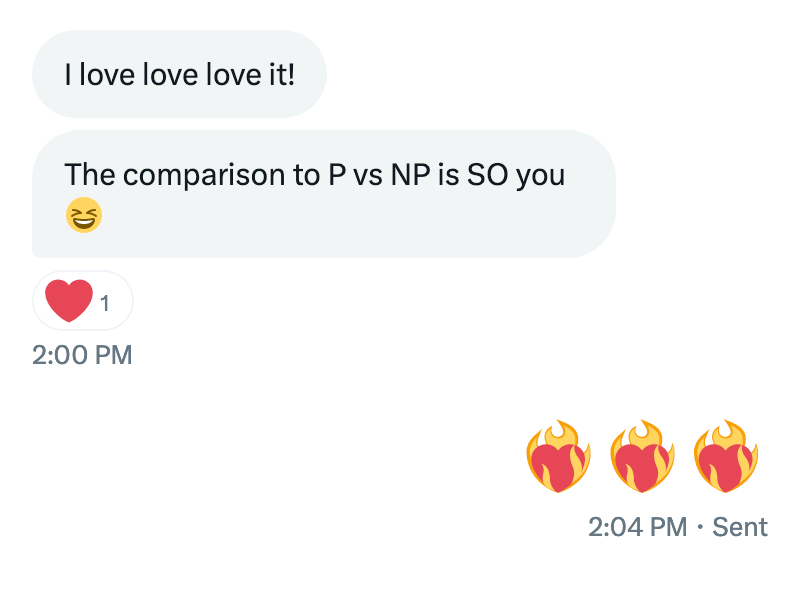 I love love love it!
The comparison to P vs NP is SO you
😆
❤️ 1
2:00 PM
❤️‍🔥 ❤️‍🔥 ❤️‍🔥
2:04 PM · Sent